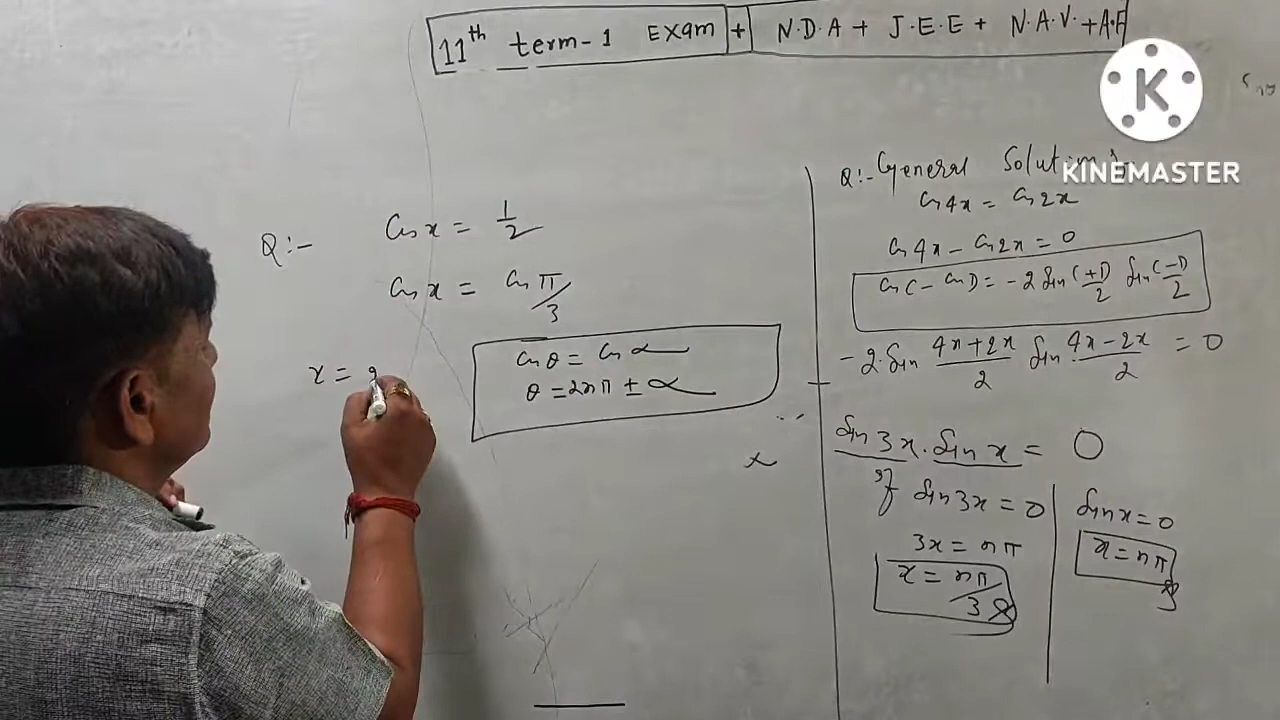 11th term-1 Exam + N.D.A + J.E.E + N.A.V. + A.F
K
KINEMASTER
Q:- Cos x = 1/2
Cos x = Cos π/3
Cos θ = Cos α
θ = 2nπ ± α
x =
Q:- General Solution
Cos 4x = Cos 2x
Cos 4x - Cos 2x = 0
Cos C - Cos D = -2 Sin C+D/2 Sin C-D/2
-2 Sin 4x+2x/2 Sin 4x-2x/2 = 0
Sin 3x . Sin x = 0
If Sin 3x = 0
3x = nπ
x = nπ/3
Sin x = 0
x = nπ